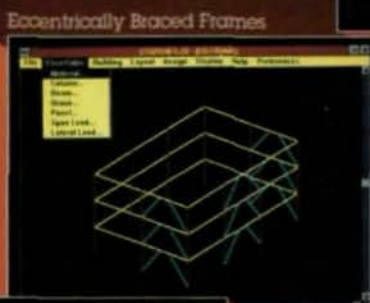 Eccentrically Braced Frames
File Essentials Building Layout Design Display Help Preferences
Material...
Column...
Beam...
Brace...
Panel...
Span Load...
Lateral Load...